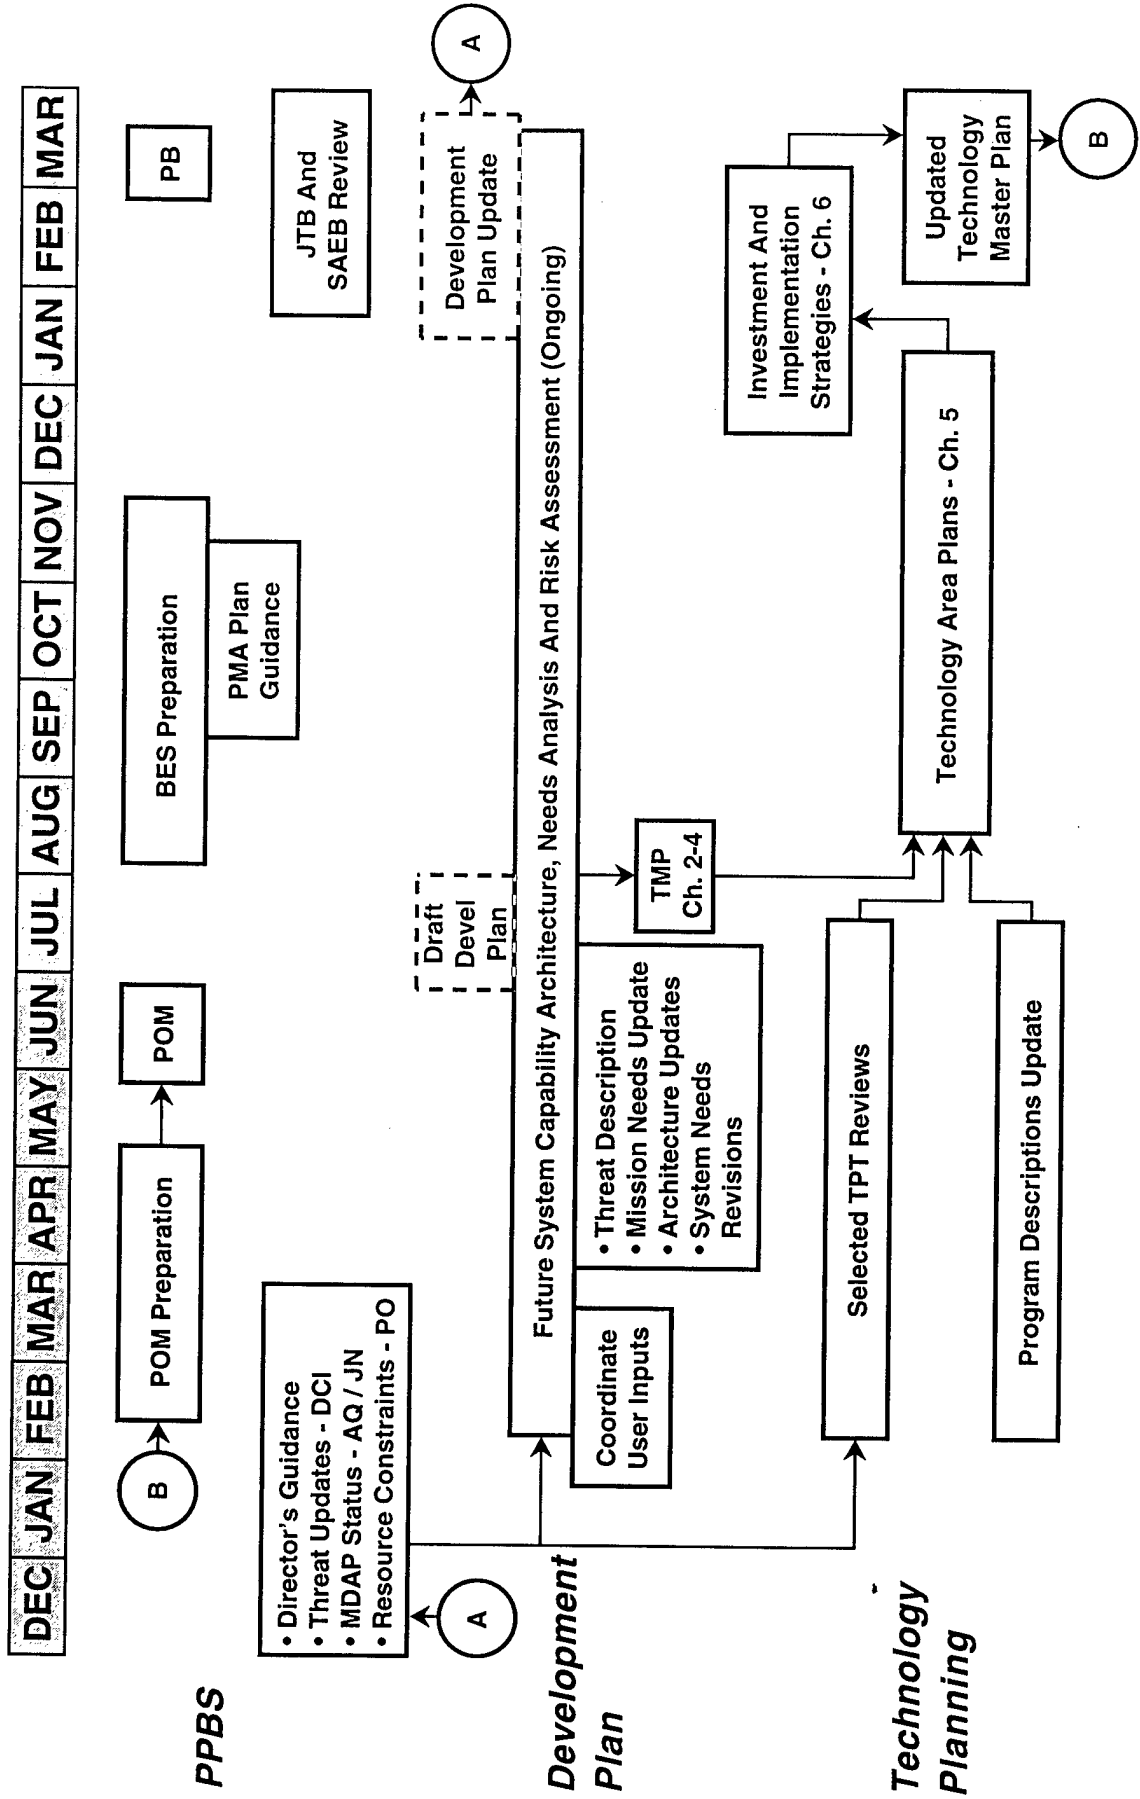 DEC JAN FEB MAR APR MAY JUN JUL AUG SEP OCT NOV DEC JAN FEB MAR
PPBS
B
POM Preparation
POM
BES Preparation
PMA Plan
Guidance
PB
• Director's Guidance
• Threat Updates - DCI
• MDAP Status - AQ / JN
• Resource Constraints - PO
A
JTB And
SAEB Review
Development
Plan
Draft
Devel
Plan
Development
Plan Update
A
Future System Capability Architecture, Needs Analysis And Risk Assessment (Ongoing)
Coordinate
User Inputs
• Threat Description
• Mission Needs Update
• Architecture Updates
• System Needs
Revisions
TMP
Ch. 2-4
Technology
Planning
Selected TPT Reviews
Program Descriptions Update
Technology Area Plans - Ch. 5
Investment And
Implementation
Strategies - Ch. 6
Updated
Technology
Master Plan
B